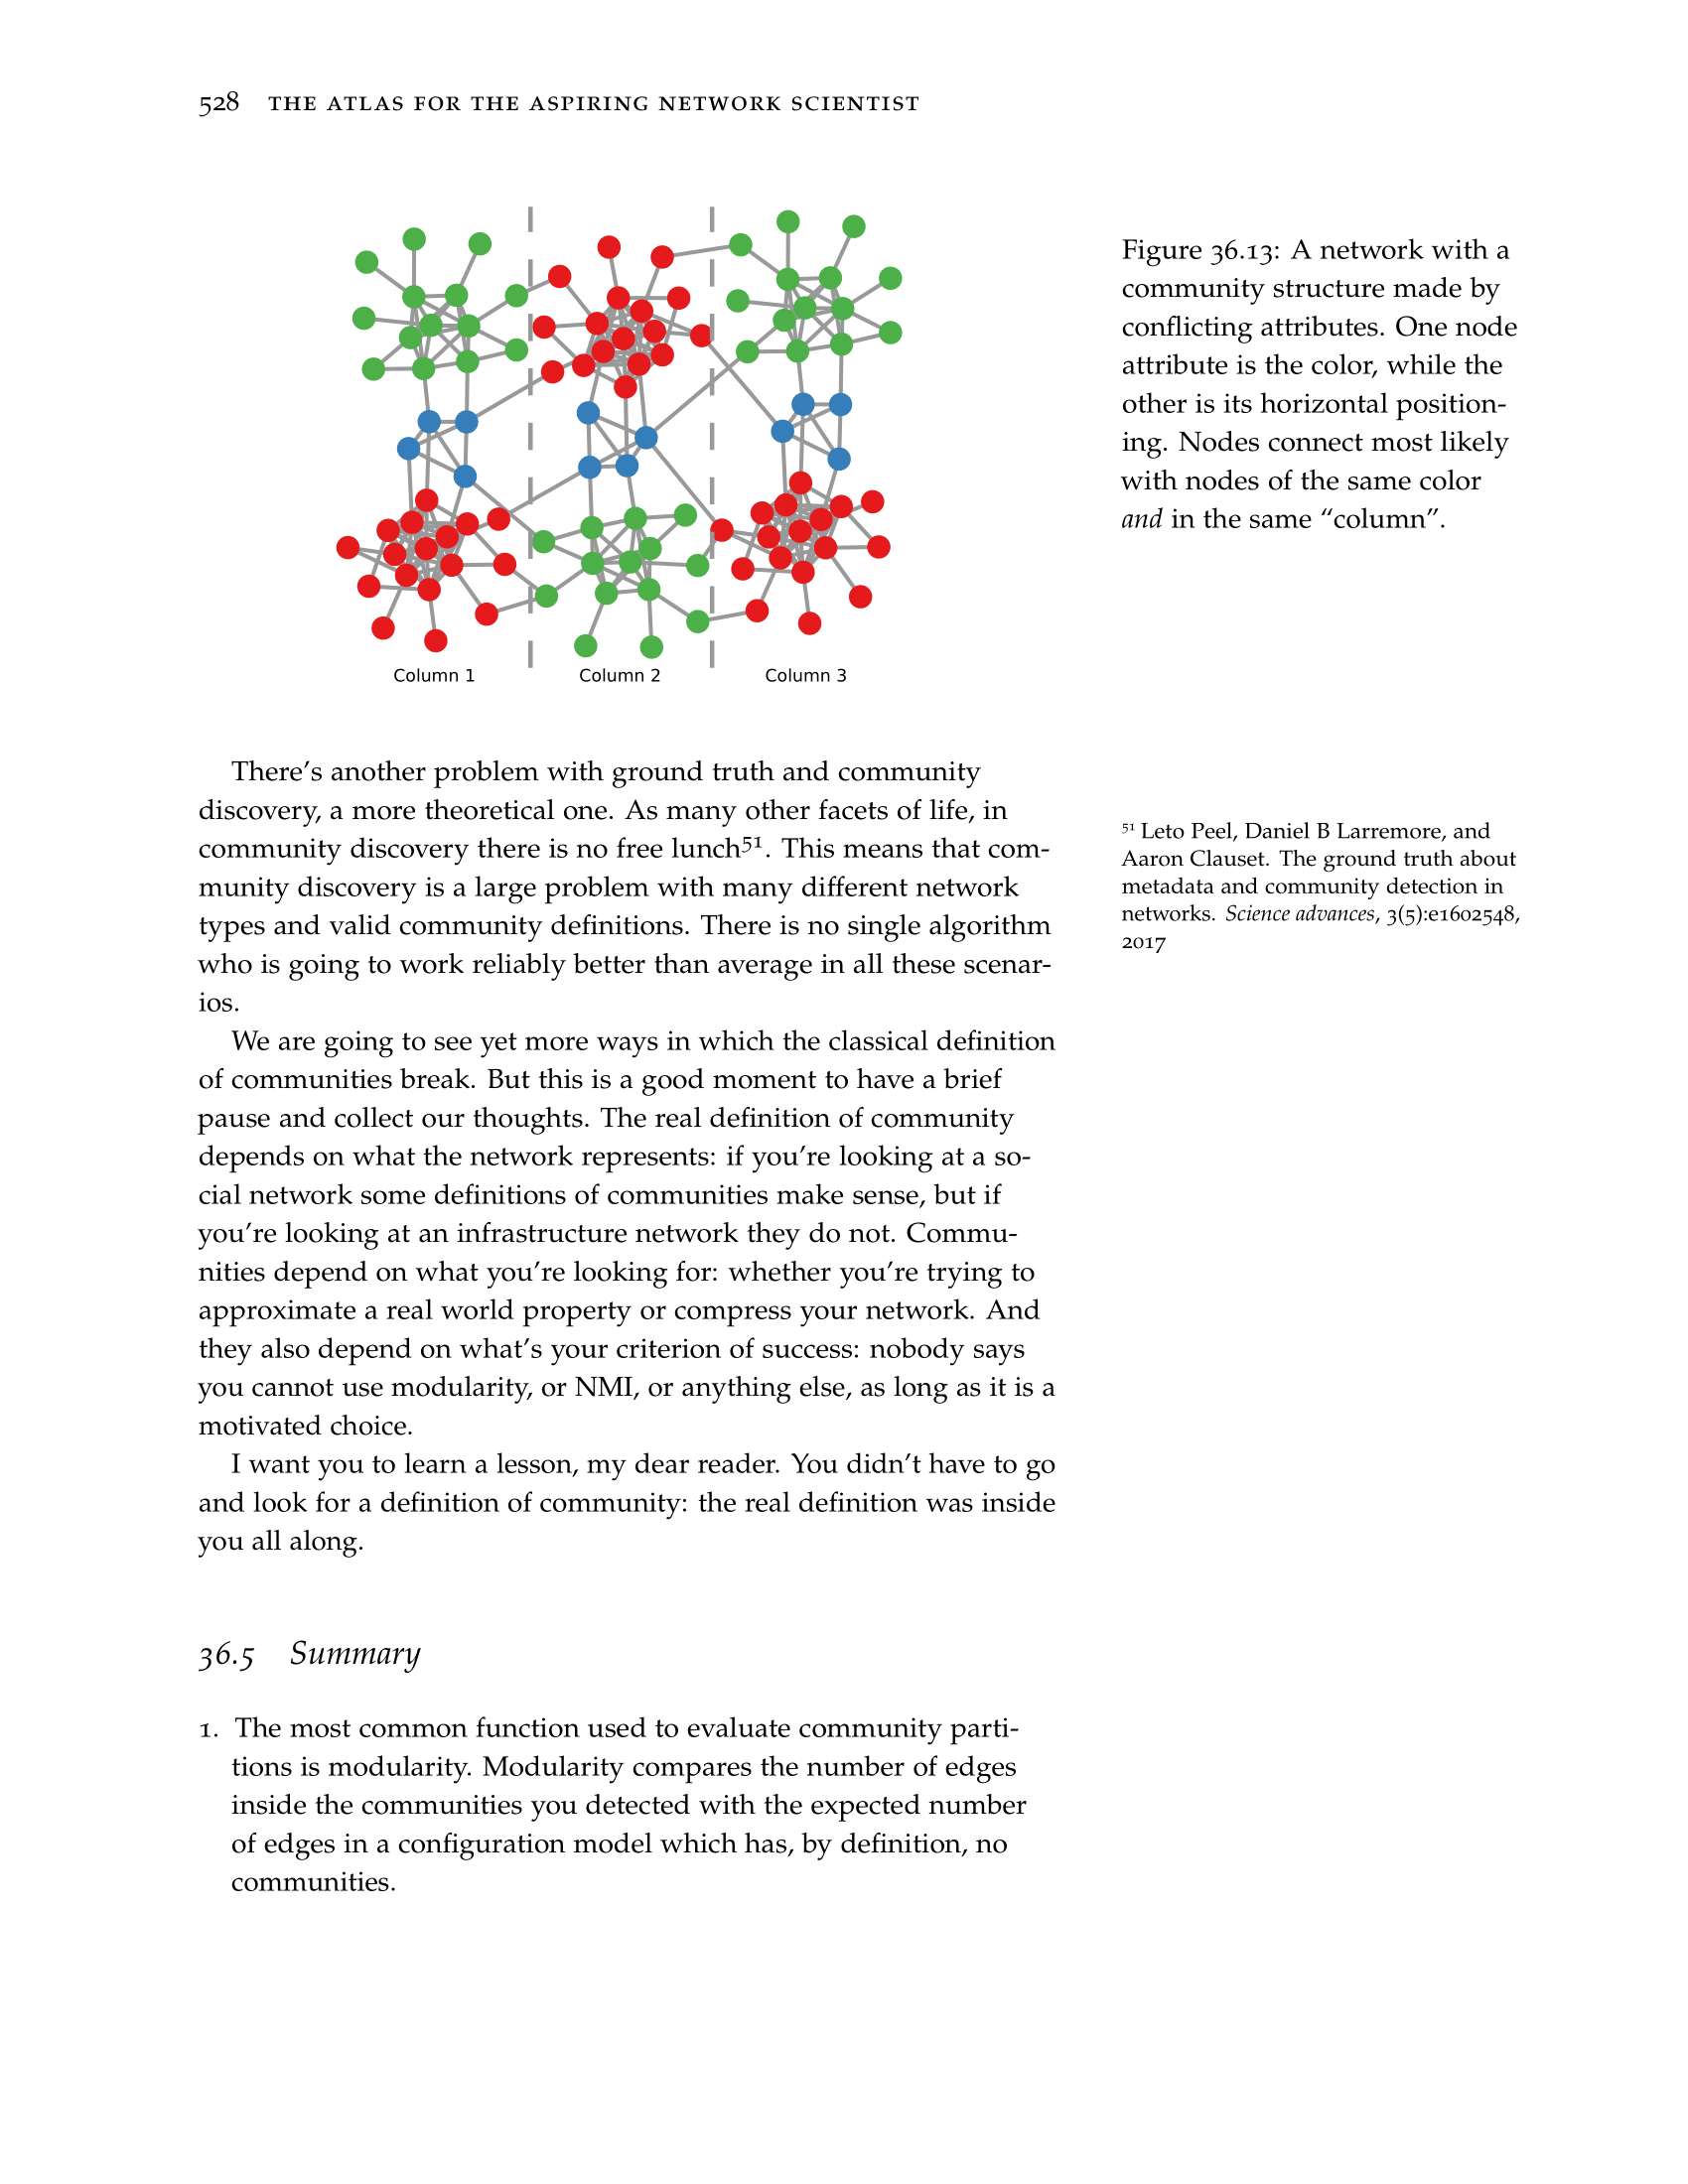 528 THE ATLAS FOR THE ASPIRING NETWORK SCIENTIST
Column 1
Column 2
Column 3
Figure 36.13: A network with a
community structure made by
conflicting attributes. One node
attribute is the color, while the
other is its horizontal position-
ing. Nodes connect most likely
with nodes of the same color
and in the same “column”.
There’s another problem with ground truth and community
discovery, a more theoretical one. As many other facets of life, in
community discovery there is no free lunch51. This means that com-
munity discovery is a large problem with many different network
types and valid community definitions. There is no single algorithm
who is going to work reliably better than average in all these scenar-
ios.
51 Leto Peel, Daniel B Larremore, and
Aaron Clauset. The ground truth about
metadata and community detection in
networks. Science advances, 3(5):e1602548,
2017
We are going to see yet more ways in which the classical definition
of communities break. But this is a good moment to have a brief
pause and collect our thoughts. The real definition of community
depends on what the network represents: if you’re looking at a so-
cial network some definitions of communities make sense, but if
you’re looking at an infrastructure network they do not. Commu-
nities depend on what you’re looking for: whether you’re trying to
approximate a real world property or compress your network. And
they also depend on what’s your criterion of success: nobody says
you cannot use modularity, or NMI, or anything else, as long as it is a
motivated choice.
I want you to learn a lesson, my dear reader. You didn’t have to go
and look for a definition of community: the real definition was inside
you all along.
36.5 Summary
1. The most common function used to evaluate community parti-
tions is modularity. Modularity compares the number of edges
inside the communities you detected with the expected number
of edges in a configuration model which has, by definition, no
communities.